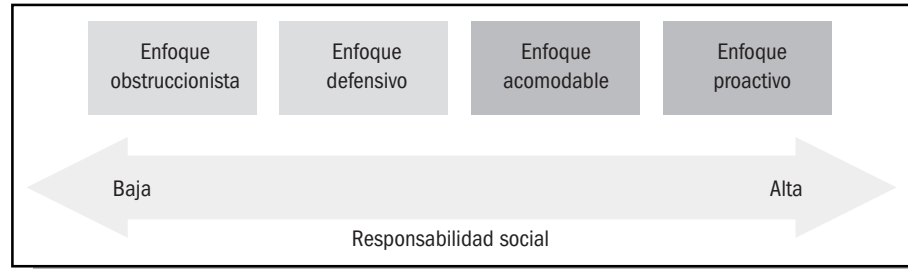 Enfoque
obstruccionista
Enfoque
defensivo
Enfoque
acomodable
Enfoque
proactivo
Baja
Alta
Responsabilidad social